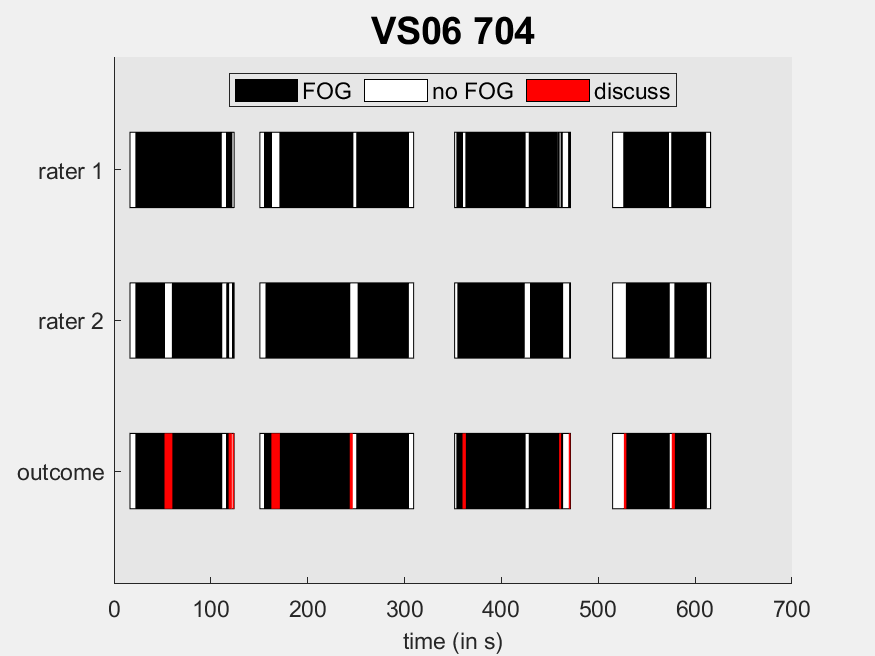 VS06 704
FOG no FOG discuss
rater 1
rater 2
outcome
0 100 200 300 400 500 600 700
time (in s)